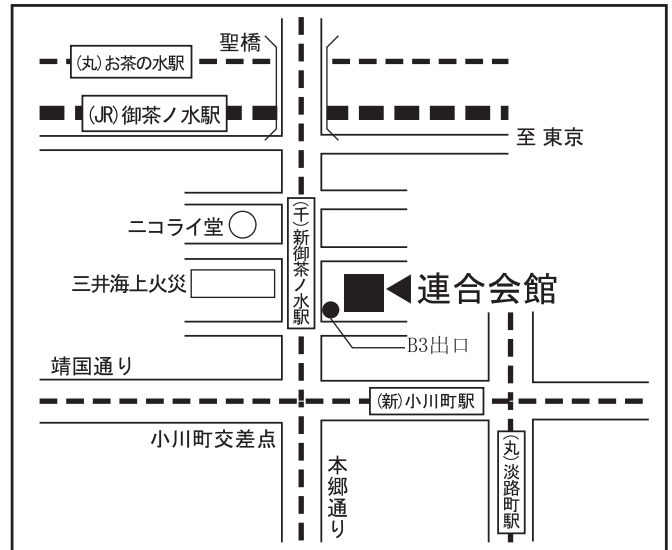 聖橋
(丸)お茶の水駅
(JR)御茶ノ水駅
至 東京
(千)新御茶ノ水駅
ニコライ堂
三井海上火災
連合会館
B3出口
靖国通り
(新)小川町駅
小川町交差点
本郷通り
(丸)淡路町駅